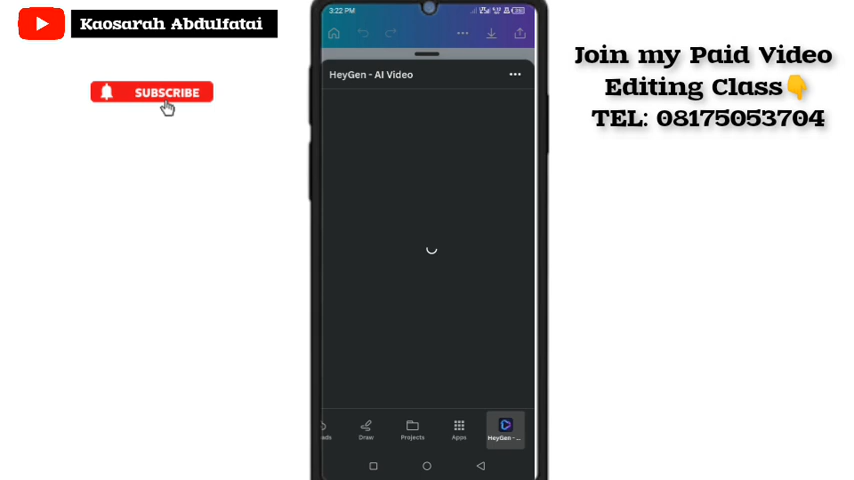 Kaosarah Abdulfatai
SUBSCRIBE
Join my Paid Video
Editing Class👇
TEL: 08175053704
3:22 PM
HeyGen - AI Video
ads
Draw
Projects
Apps
HeyGen - ...